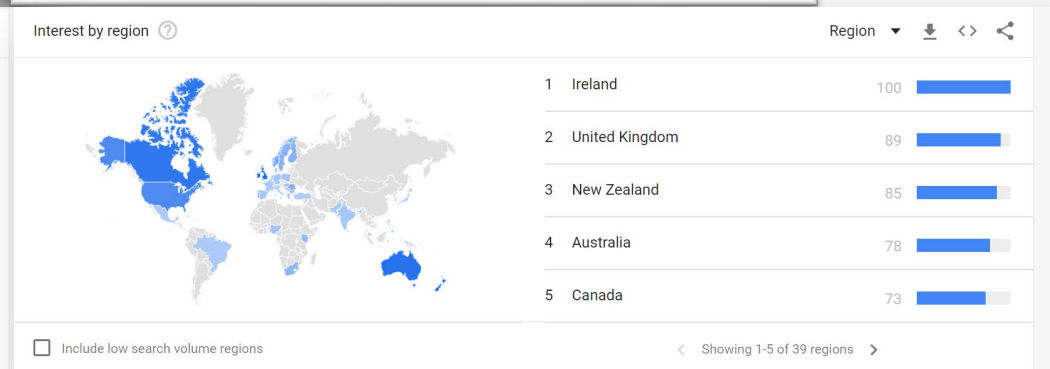 Interest by region
Region
1 Ireland 100
2 United Kingdom 89
3 New Zealand 85
4 Australia 78
5 Canada 73
Include low search volume regions
Showing 1-5 of 39 regions